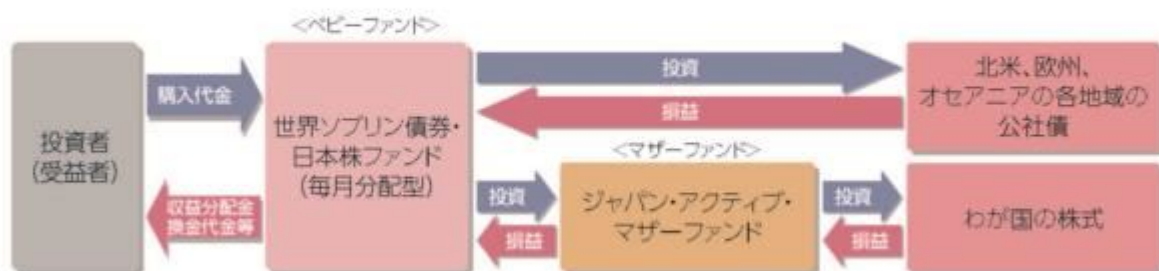 <ベビーファンド>
投資者
(受益者)
購入代金
収益分配金
換金代金等
世界ソブリン債券・
日本株ファンド
(毎月分配型)
投資
損益
北米、欧州、
オセアニアの各地域の
公社債
<マザーファンド>
投資
損益
ジャパン・アクティブ・
マザーファンド
投資
損益
わが国の株式